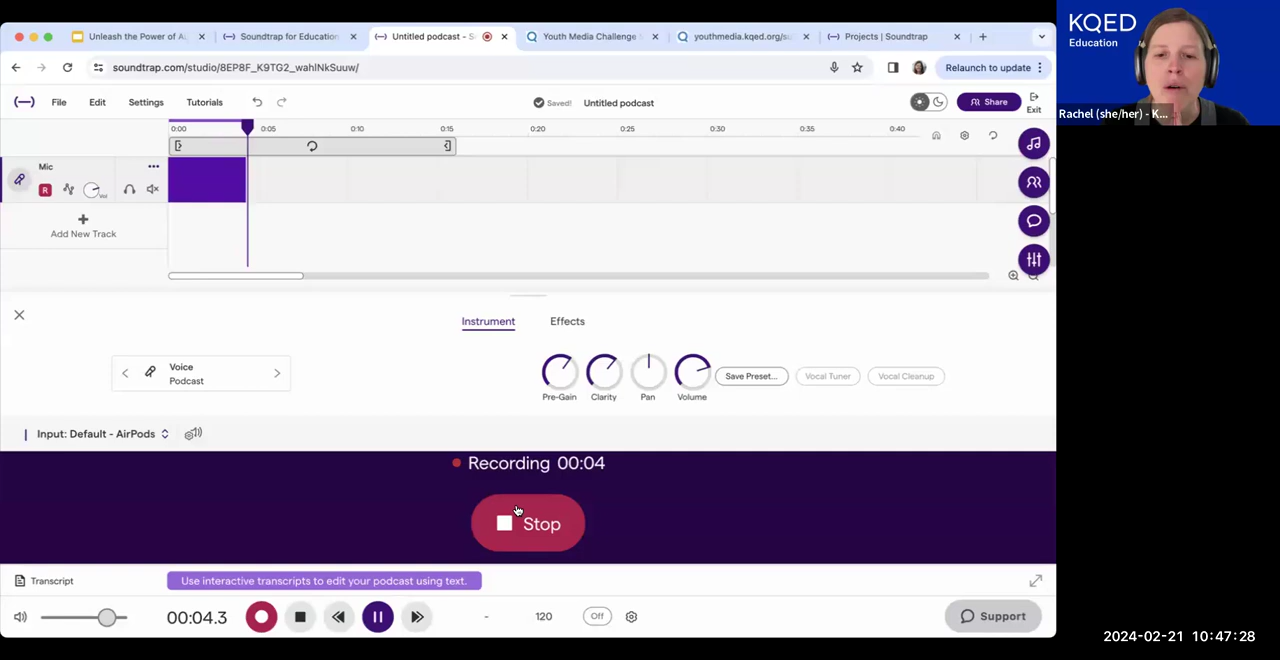 Unleash the Power of Au
Soundtrap for Education
Untitled podcast - S
Youth Media Challenge
youthmedia.kqed.org/su
Projects | Soundtrap
soundtrap.com/studio/8EP8F_K9TG2_wahlNkSuuw/
Relaunch to update
KQED
Education
Rachel (she/her) - K...
File
Edit
Settings
Tutorials
Saved!
Untitled podcast
Share
Exit
0:00
0:05
0:10
0:15
0:20
0:25
0:30
0:35
0:40
Mic
R
Vol
Add New Track
Instrument
Effects
Voice
Podcast
Pre-Gain
Clarity
Pan
Volume
Save Preset...
Vocal Tuner
Vocal Cleanup
Input: Default - AirPods
Recording 00:04
Stop
Transcript
Use interactive transcripts to edit your podcast using text.
00:04.3
-
120
Off
Support
2024-02-21 10:47:28